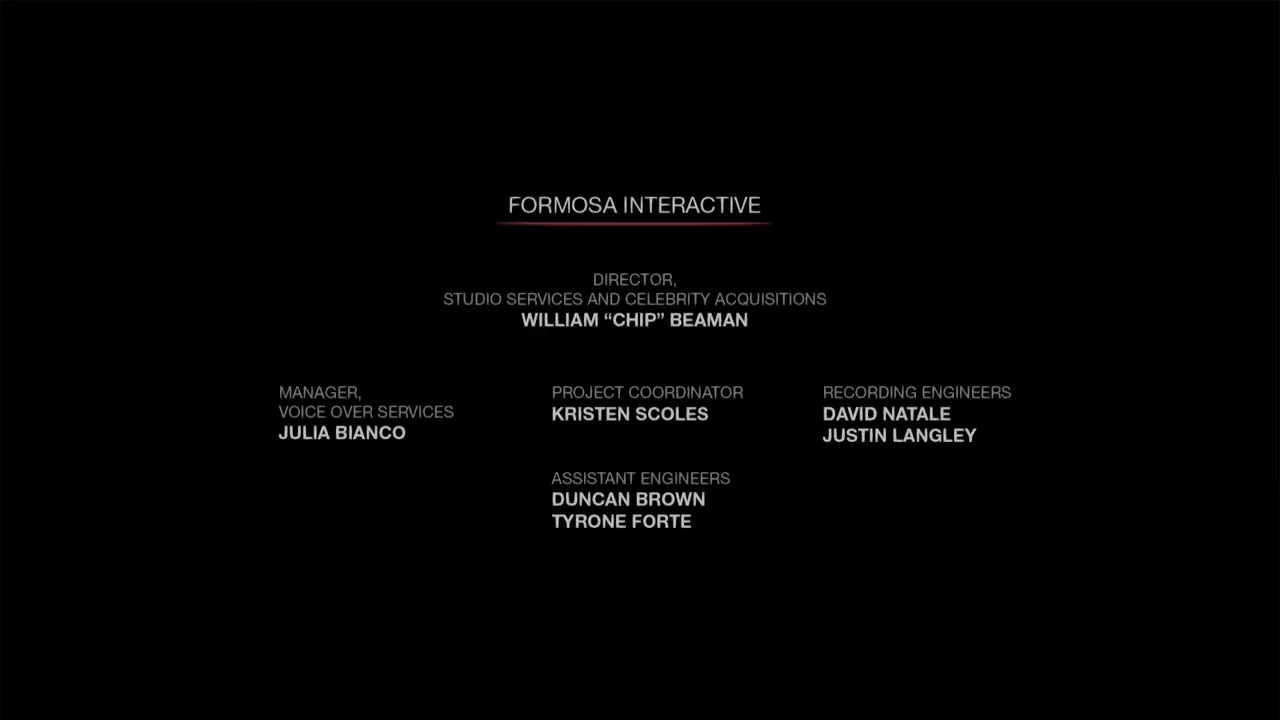 FORMOSA INTERACTIVE
DIRECTOR,
STUDIO SERVICES AND CELEBRITY ACQUISITIONS
WILLIAM “CHIP” BEAMAN
MANAGER,
VOICE OVER SERVICES
JULIA BIANCO
PROJECT COORDINATOR
KRISTEN SCOLES
RECORDING ENGINEERS
DAVID NATALE
JUSTIN LANGLEY
ASSISTANT ENGINEERS
DUNCAN BROWN
TYRONE FORTE